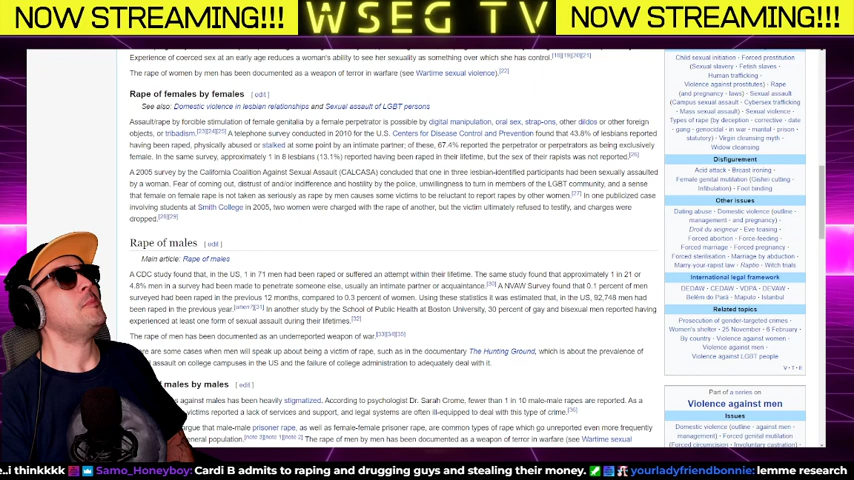 NOW STREAMING!!!
WSEG TV
NOW STREAMING!!!
Experience of coerced sex at an early age reduces a woman's ability to see her sexuality as something over which she has control.[18][19][20][21]
The rape of women by men has been documented as a weapon of terror in warfare (see Wartime sexual violence).[22]
Rape of females by females [ edit ]
See also: Domestic violence in lesbian relationships and Sexual assault of LGBT persons
Assault/rape by forcible stimulation of female genitalia by a female perpetrator is possible by digital manipulation, oral sex, strap-ons, other dildos or other foreign
objects, or tribadism.[23][24][25] A telephone survey conducted in 2010 for the U.S. Centers for Disease Control and Prevention found that 43.8% of lesbians reported
having been raped, physically abused or stalked at some point by an intimate partner; of these, 67.4% reported the perpetrator or perpetrators as being exclusively
female. In the same survey, approximately 1 in 8 lesbians (13.1%) reported having been raped in their lifetime, but the sex of their rapists was not reported.[26]
A 2005 survey by the California Coalition Against Sexual Assault (CALCASA) concluded that one in three lesbian-identified participants had been sexually assaulted
by a woman. Fear of coming out, distrust of and/or indifference and hostility by the police, unwillingness to turn in members of the LGBT community, and a sense
that female on female rape is not taken as seriously as rape by men causes some victims to be reluctant to report rapes by other women.[27] In one publicized case
involving students at Smith College in 2005, two women were charged with the rape of another, but the victim ultimately refused to testify, and charges were
dropped.[28][29]
Rape of males [ edit ]
Main article: Rape of males
A CDC study found that, in the US, 1 in 71 men had been raped or suffered an attempt within their lifetime. The same study found that approximately 1 in 21 or
4.8% men in a survey had been made to penetrate someone else, usually an intimate partner or acquaintance.[30] A NVAW Survey found that 0.1 percent of men
surveyed had been raped in the previous 12 months, compared to 0.3 percent of women. Using these statistics it was estimated that, in the US, 92,748 men had
been raped in the previous year.[when?][31] In another study by the School of Public Health at Boston University, 30 percent of gay and bisexual men reported having
experienced at least one form of sexual assault during their lifetimes.[32]
The rape of men has been documented as an underreported weapon of war.[33][34][35]
ere are some cases when men will speak up about being a victim of rape, such as in the documentary The Hunting Ground, which is about the prevalence of
l assault on college campuses in the US and the failure of college administration to adequately deal with it.
of males by males [ edit ]
against males has been heavily stigmatized. According to psychologist Dr. Sarah Crome, fewer than 1 in 10 male-male rapes are reported. As a
victims reported a lack of services and support, and legal systems are often ill-equipped to deal with this type of crime.[36]
argue that male-male prisoner rape, as well as female-female prisoner rape, are common types of rape which go unreported even more frequently
eneral population.[note 2][note 1][note 2] The rape of men by men has been documented as a weapon of terror in warfare (see Wartime sexual
Child sexual initiation · Forced prostitution
(Sexual slavery · Fetish slaves ·
Human trafficking ·
Violence against prostitutes) · Rape
(and pregnancy · laws) · Sexual assault
(Campus sexual assault · Cybersex trafficking ·
Mass sexual assault) · Sexual violence ·
Types of rape (by deception · corrective · date
· gang · genocidal · in war · marital · prison ·
statutory) · Virgin cleansing myth ·
Widow cleansing
Disfigurement
Acid attack · Breast ironing ·
Female genital mutilation (Gishiri cutting ·
Infibulation) · Foot binding
Other issues
Dating abuse · Domestic violence (outline ·
management · and pregnancy) ·
Droit du seigneur · Eve teasing ·
Forced abortion · Force-feeding ·
Forced marriage · Forced pregnancy ·
Forced sterilisation · Marriage by abduction ·
Marry-your-rapist law · Raptio · Witch trials
International legal framework
DEDAW · CEDAW · VDPA · DEVAW ·
Belém do Pará · Maputo · Istanbul
Related topics
Prosecution of gender-targeted crimes ·
Women's shelter · 25 November · 6 February ·
By country · Violence against women ·
Violence against men ·
Violence against LGBT people
V · T · E
Part of a series on
Violence against men
Issues
Domestic violence (outline · against men ·
management) · Forced genital mutilation
(Forced circumcision · Involuntary castration)
e..i thinkkkk Samo_Honeyboy: Cardi B admits to raping and drugging guys and stealing their money. yourladyfriendbonnie: lemme research